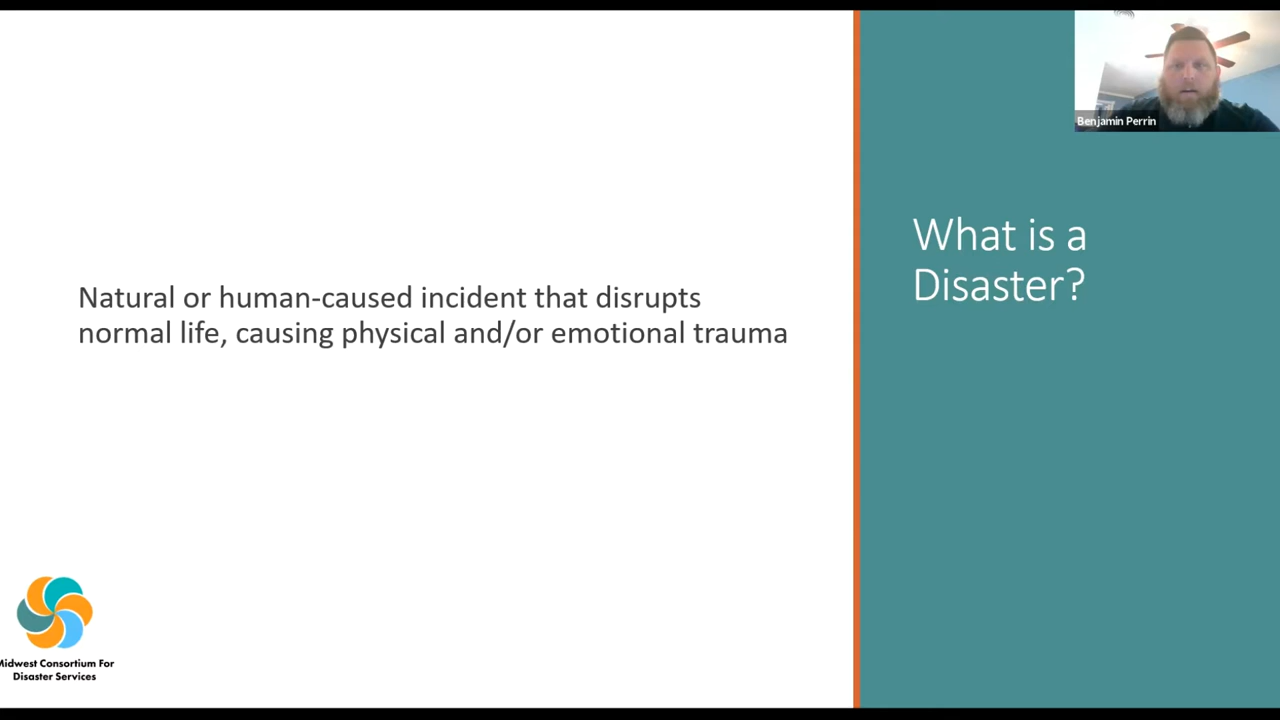 Benjamin Perrin
What is a
Disaster?
Natural or human-caused incident that disrupts
normal life, causing physical and/or emotional trauma
Midwest Consortium For
Disaster Services